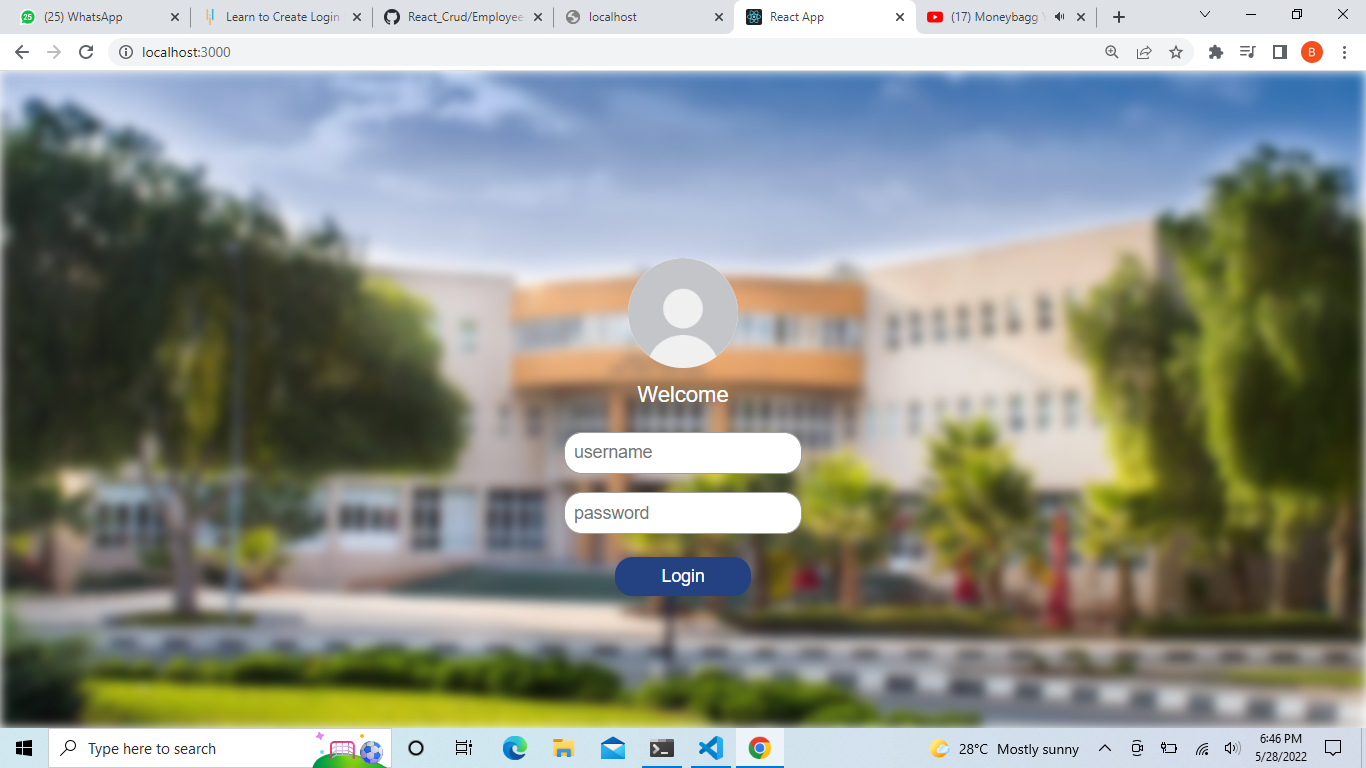 (25) WhatsApp
Learn to Create Login
React_Crud/Employee
localhost
React App
(17) Moneybagg Y
localhost:3000
B
Welcome
username
password
Login
Type here to search
28°C Mostly sunny
6:46 PM
5/28/2022